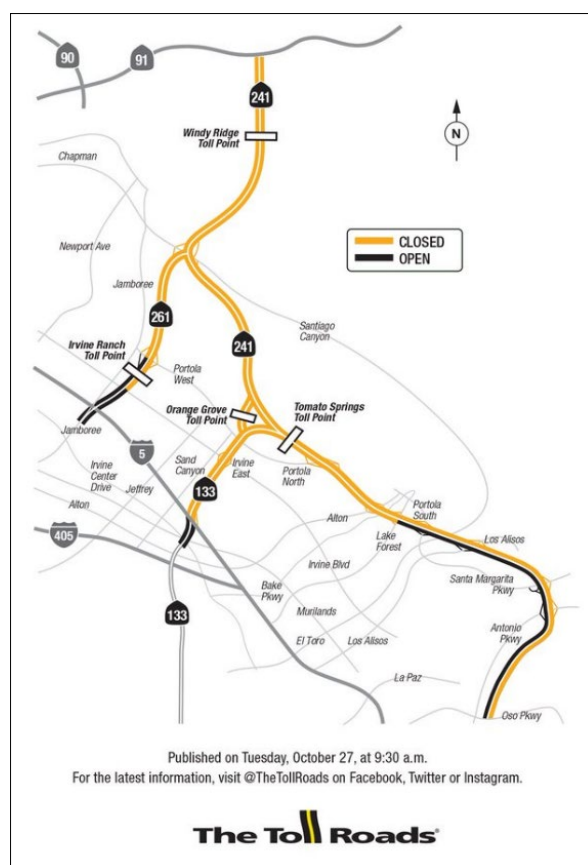 90
91
241
Windy Ridge
Toll Point
N
Chapman
CLOSED
OPEN
Newport Ave
Jamboree
261
Santiago
Canyon
241
Irvine Ranch
Toll Point
Portola
West
Orange Grove
Toll Point
Tomato Springs
Toll Point
Jamboree
5
Sand
Canyon
Irvine
East
Portola
North
Irvine
Center
Drive
Jeffrey
133
Alton
405
Alton
Portola
South
Lake
Forest
Los Alisos
Irvine Blvd
Santa Margarita
Pkwy
Bake
Pkwy
133
Murilands
Antonio
Pkwy
El Toro
Los Alisos
La Paz
Oso Pkwy
Published on Tuesday, October 27, at 9:30 a.m.
For the latest information, visit @TheTollRoads on Facebook, Twitter or Instagram.
The Toll Roads®